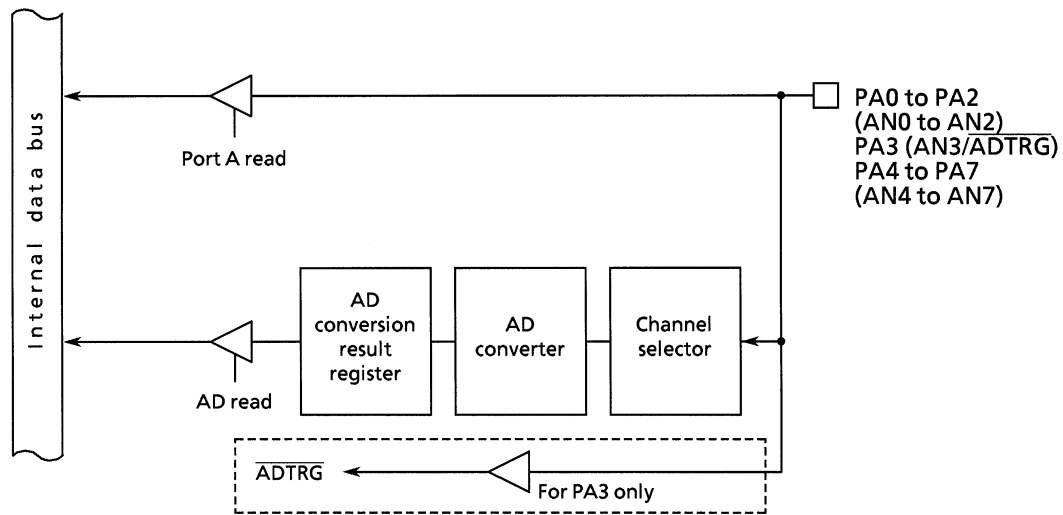 Internal data bus
Port A read
PA0 to PA2
(AN0 to AN2)
PA3 (AN3/ADTRG)
PA4 to PA7
(AN4 to AN7)
AD
conversion
result
register
AD
converter
Channel
selector
AD read
ADTRG
For PA3 only